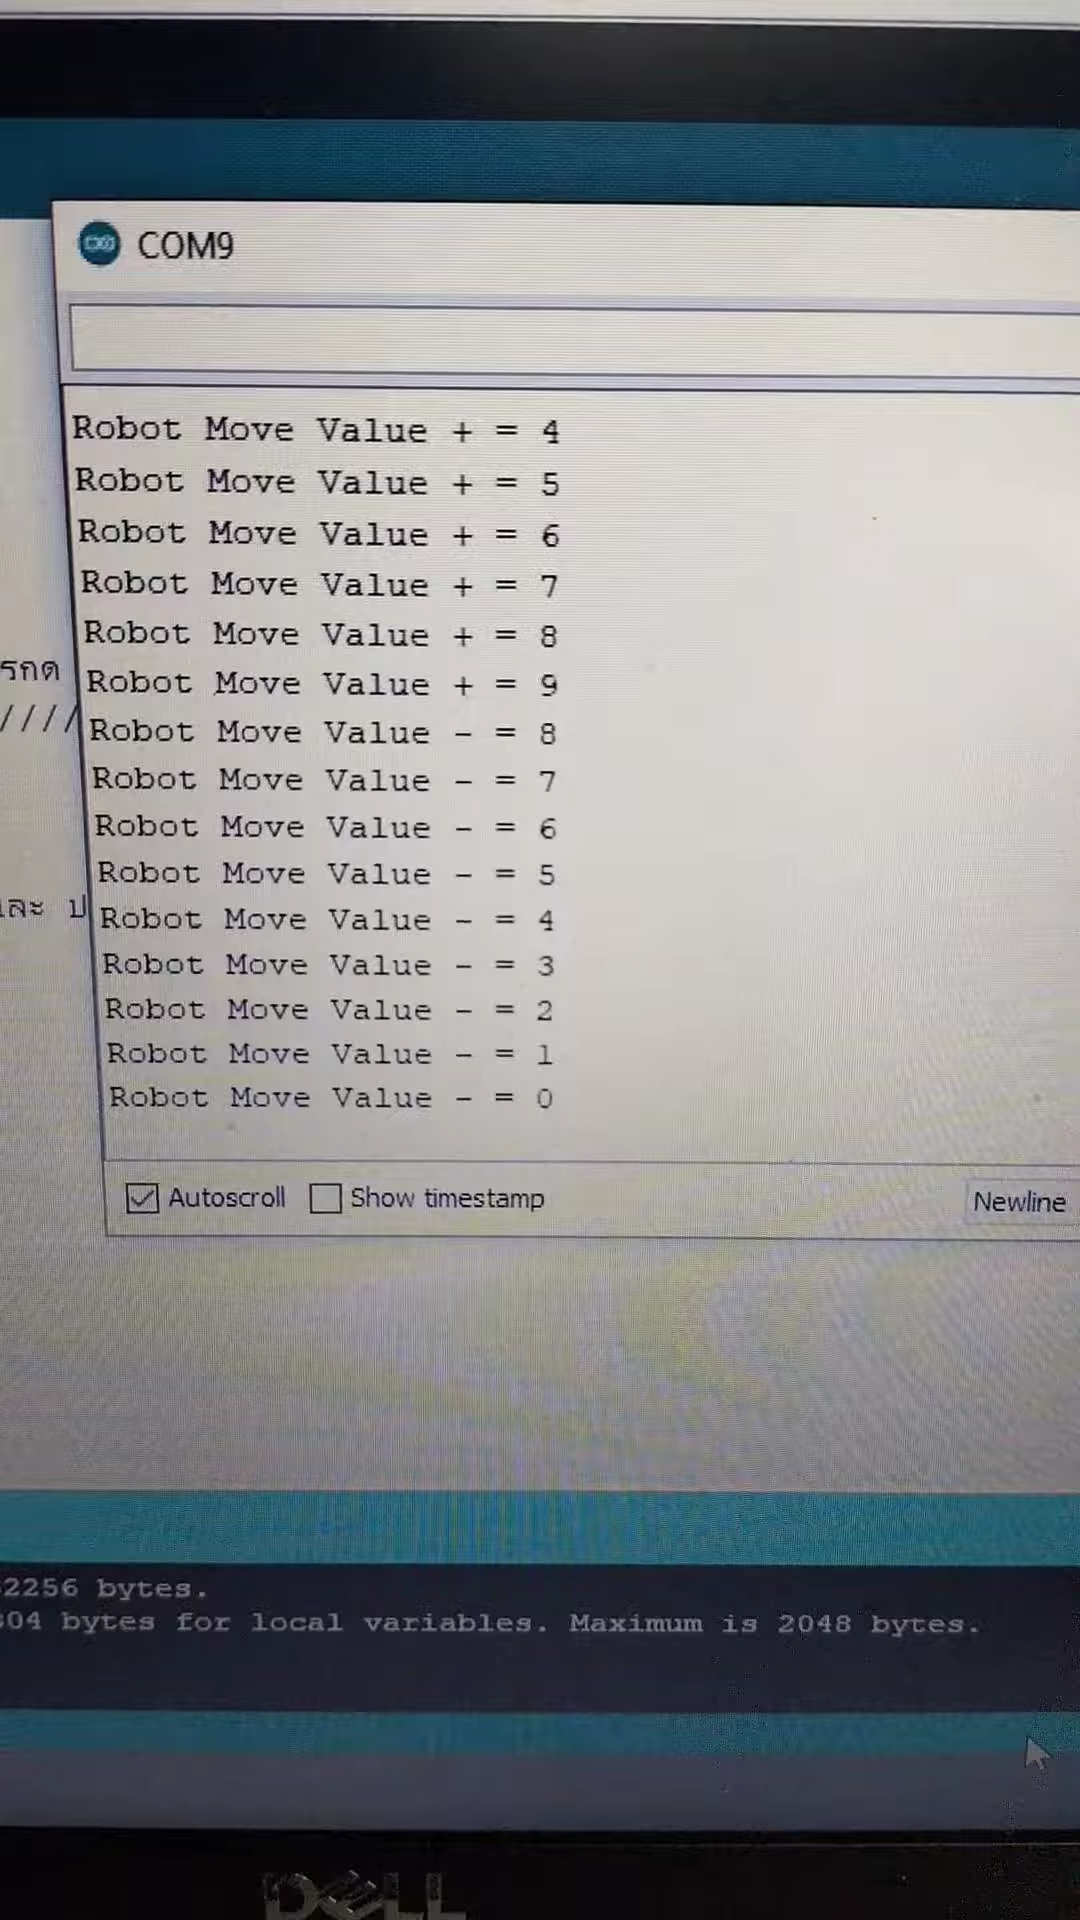 COM9
Robot Move Value + = 4
Robot Move Value + = 5
Robot Move Value + = 6
Robot Move Value + = 7
Robot Move Value + = 8
Robot Move Value + = 9
Robot Move Value - = 8
Robot Move Value - = 7
Robot Move Value - = 6
Robot Move Value - = 5
Robot Move Value - = 4
Robot Move Value - = 3
Robot Move Value - = 2
Robot Move Value - = 1
Robot Move Value - = 0
รกด
////
และ ป
Autoscroll Show timestamp Newline
2256 bytes.
04 bytes for local variables. Maximum is 2048 bytes.
DELL